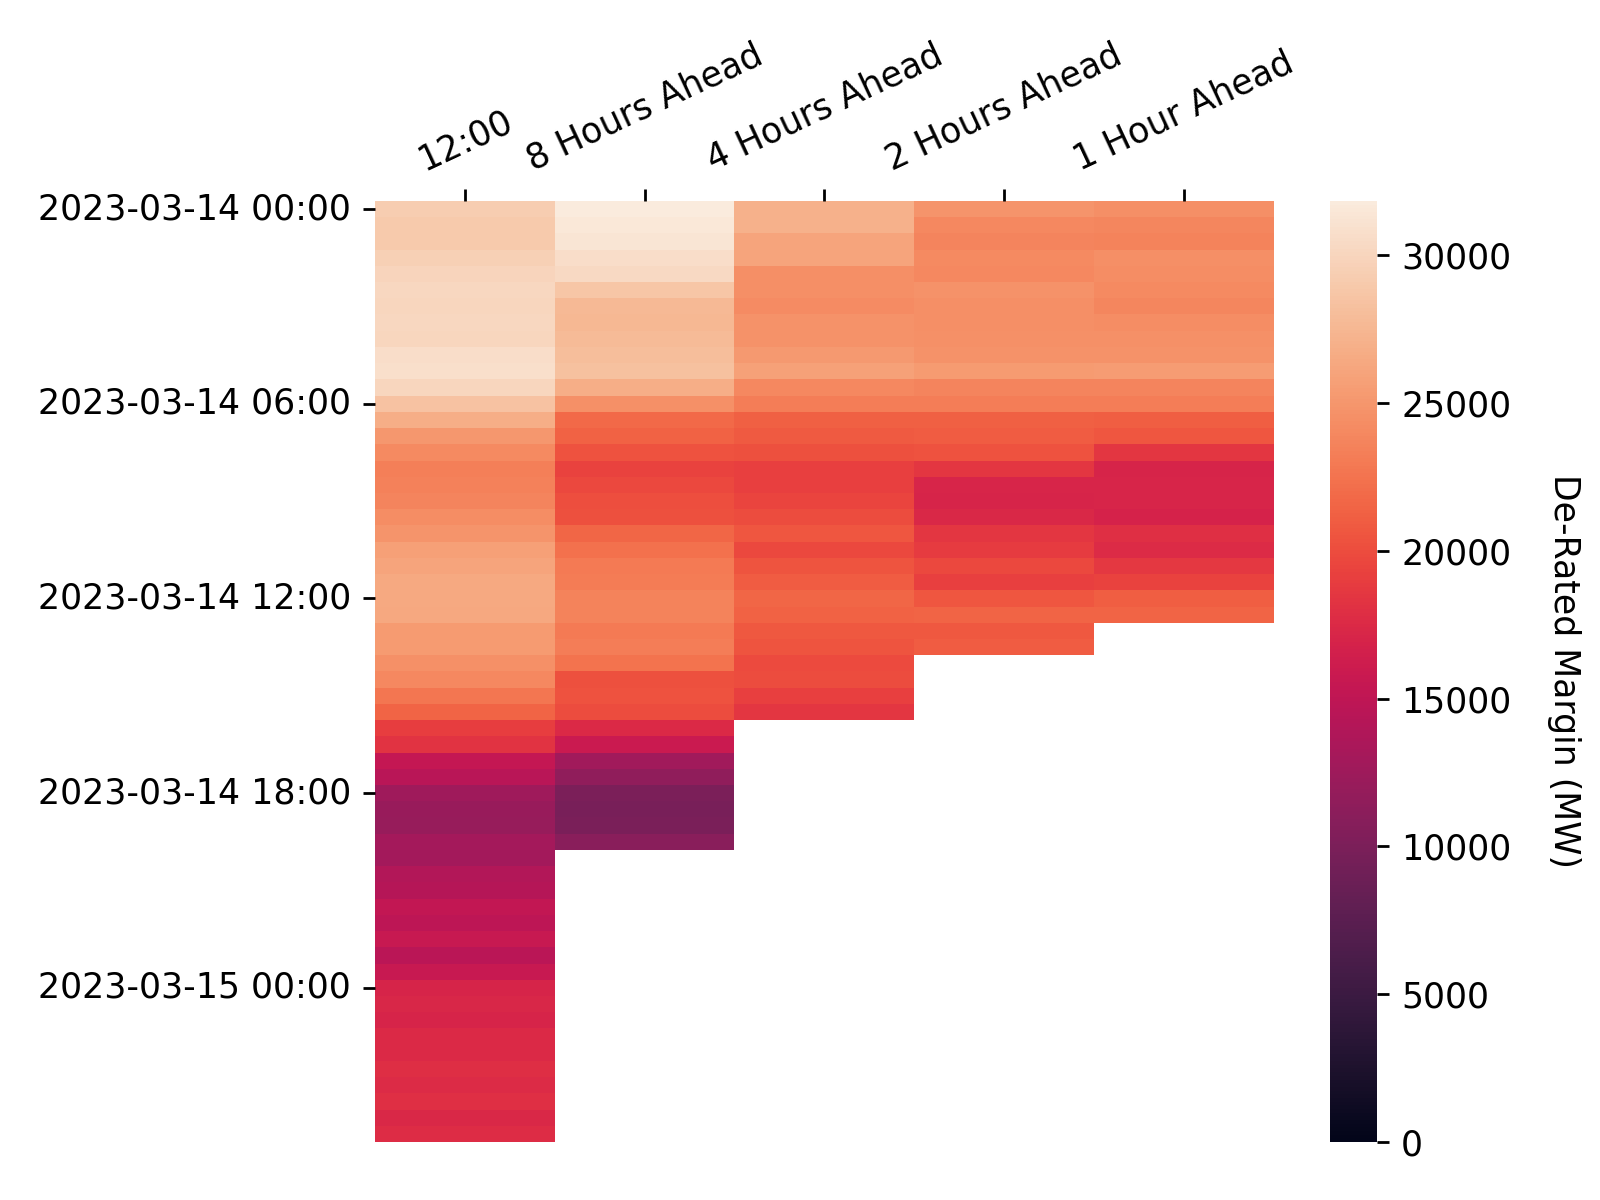 12:00
8 Hours Ahead
4 Hours Ahead
2 Hours Ahead
1 Hour Ahead
2023-03-14 00:00
2023-03-14 06:00
2023-03-14 12:00
2023-03-14 18:00
2023-03-15 00:00
30000
25000
20000
15000
10000
5000
0
De-Rated Margin (MW)